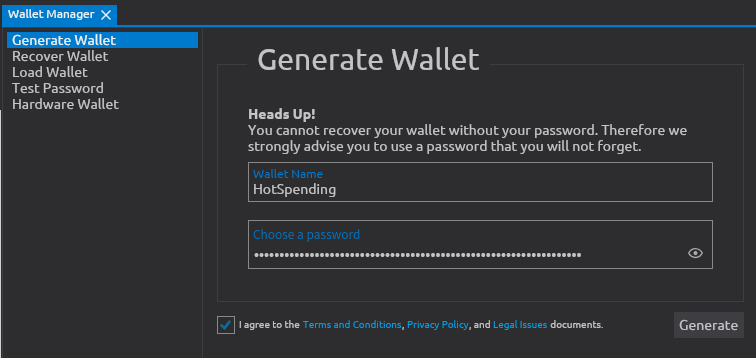 Wallet Manager
Generate Wallet
Recover Wallet
Load Wallet
Test Password
Hardware Wallet
Generate Wallet
Heads Up!
You cannot recover your wallet without your password. Therefore we
strongly advise you to use a password that you will not forget.
Wallet Name
HotSpending
Choose a password
I agree to the Terms and Conditions, Privacy Policy, and Legal Issues documents.
Generate